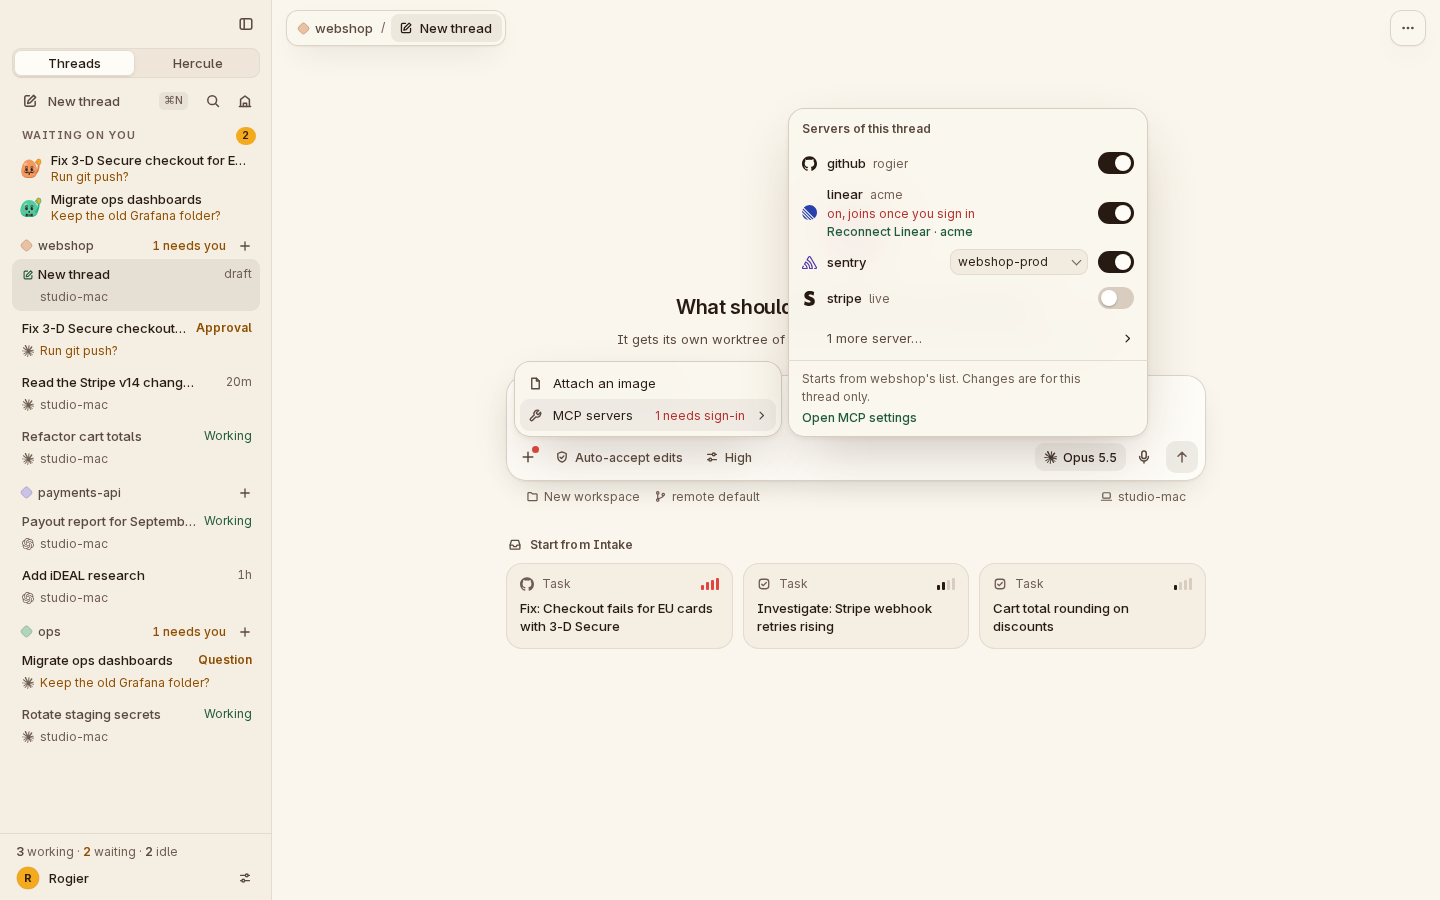 Threads
Hercule
New thread
⌘N
WAITING ON YOU
2
Fix 3-D Secure checkout for E…
Run git push?
Migrate ops dashboards
Keep the old Grafana folder?
webshop
1 needs you
New thread
draft
studio-mac
Fix 3-D Secure checkout…
Approval
Run git push?
Read the Stripe v14 chang…
20m
studio-mac
Refactor cart totals
Working
studio-mac
payments-api
Payout report for Septemb…
Working
studio-mac
Add iDEAL research
1h
studio-mac
ops
1 needs you
Migrate ops dashboards
Question
Keep the old Grafana folder?
Rotate staging secrets
Working
studio-mac
3 working · 2 waiting · 2 idle
R
Rogier
webshop / New thread
Servers of this thread
github rogier
linear acme
on, joins once you sign in
Reconnect Linear · acme
sentry
webshop-prod
stripe live
1 more server…
Starts from webshop's list. Changes are for this
thread only.
Open MCP settings
What should
It gets its own worktree of
Attach an image
MCP servers
1 needs sign-in
Auto-accept edits
High
Opus 5.5
New workspace
remote default
studio-mac
Start from Intake
Task
Fix: Checkout fails for EU cards
with 3-D Secure
Task
Investigate: Stripe webhook
retries rising
Task
Cart total rounding on
discounts